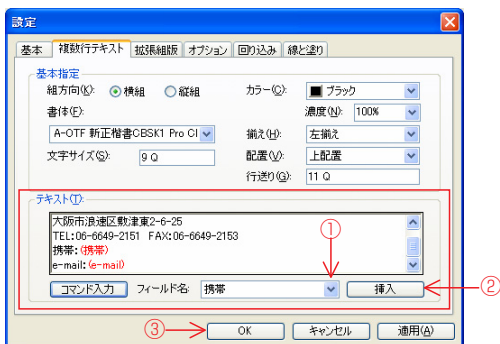 設定
基本 複数行テキスト 拡張組版 オプション 回り込み 線と塗り
基本指定
組方向(K): 横組 縦組 カラー(C): ブラック
書体(F): 濃度(N): 100%
A-OTF 新正楷書CBSK1 Pro Cl 揃え(H): 左揃え
文字サイズ(S): 9 Q 配置(V): 上配置
行送り(G): 11 Q
テキスト(T):
大阪市浪速区敷津東2-6-25
TEL:06-6649-2151 FAX:06-6649-2153
携帯:(携帯)
e-mail:(e-mail)
①
コマンド入力 フィールド名: 携帯 挿入 ②
③ OK キャンセル 適用(A)